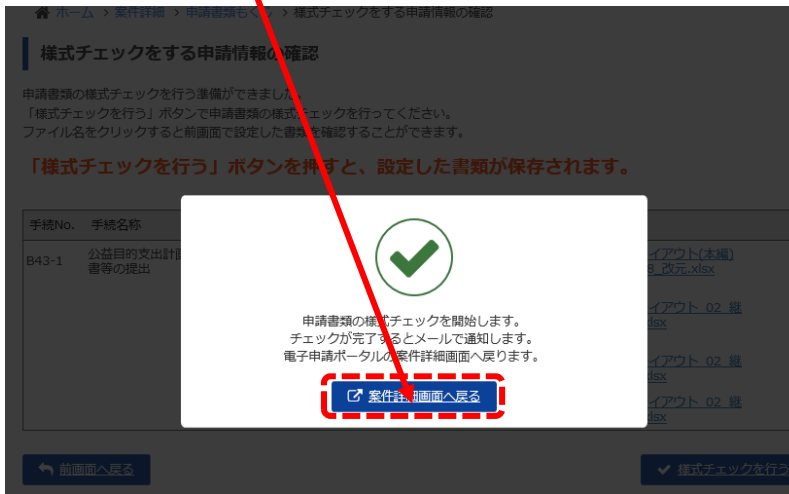 ホーム > 案件詳細 > 申請書類もくじ > 様式チェックをする申請情報の確認
様式チェックをする申請情報の確認
申請書類の様式チェックを行う準備ができました。
「様式チェックを行う」ボタンで申請書類の様式チェックを行ってください。
ファイル名をクリックすると前画面で設定した書類を確認することができます。
「様式チェックを行う」ボタンを押すと、設定した書類が保存されます。
手続No. 手続名称
B43-1 公益目的支出計画
書等の提出
イアウト(本編)
8_改元.xlsx
イアウト_02_継
xlsx
イアウト_02_継
xlsx
イアウト_02_継
xlsx
申請書類の様式チェックを開始します。
チェックが完了するとメールで通知します。
電子申請ポータルの案件詳細画面へ戻ります。
案件詳細画面へ戻る
前画面へ戻る
様式チェックを行う